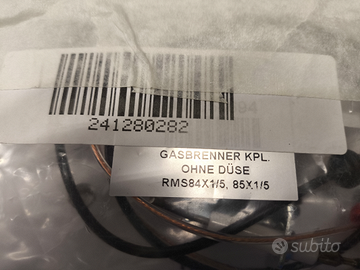 241280282
GASBRENNER KPL.
OHNE DÜSE
RMS84X1/5, 85X1/5
subito